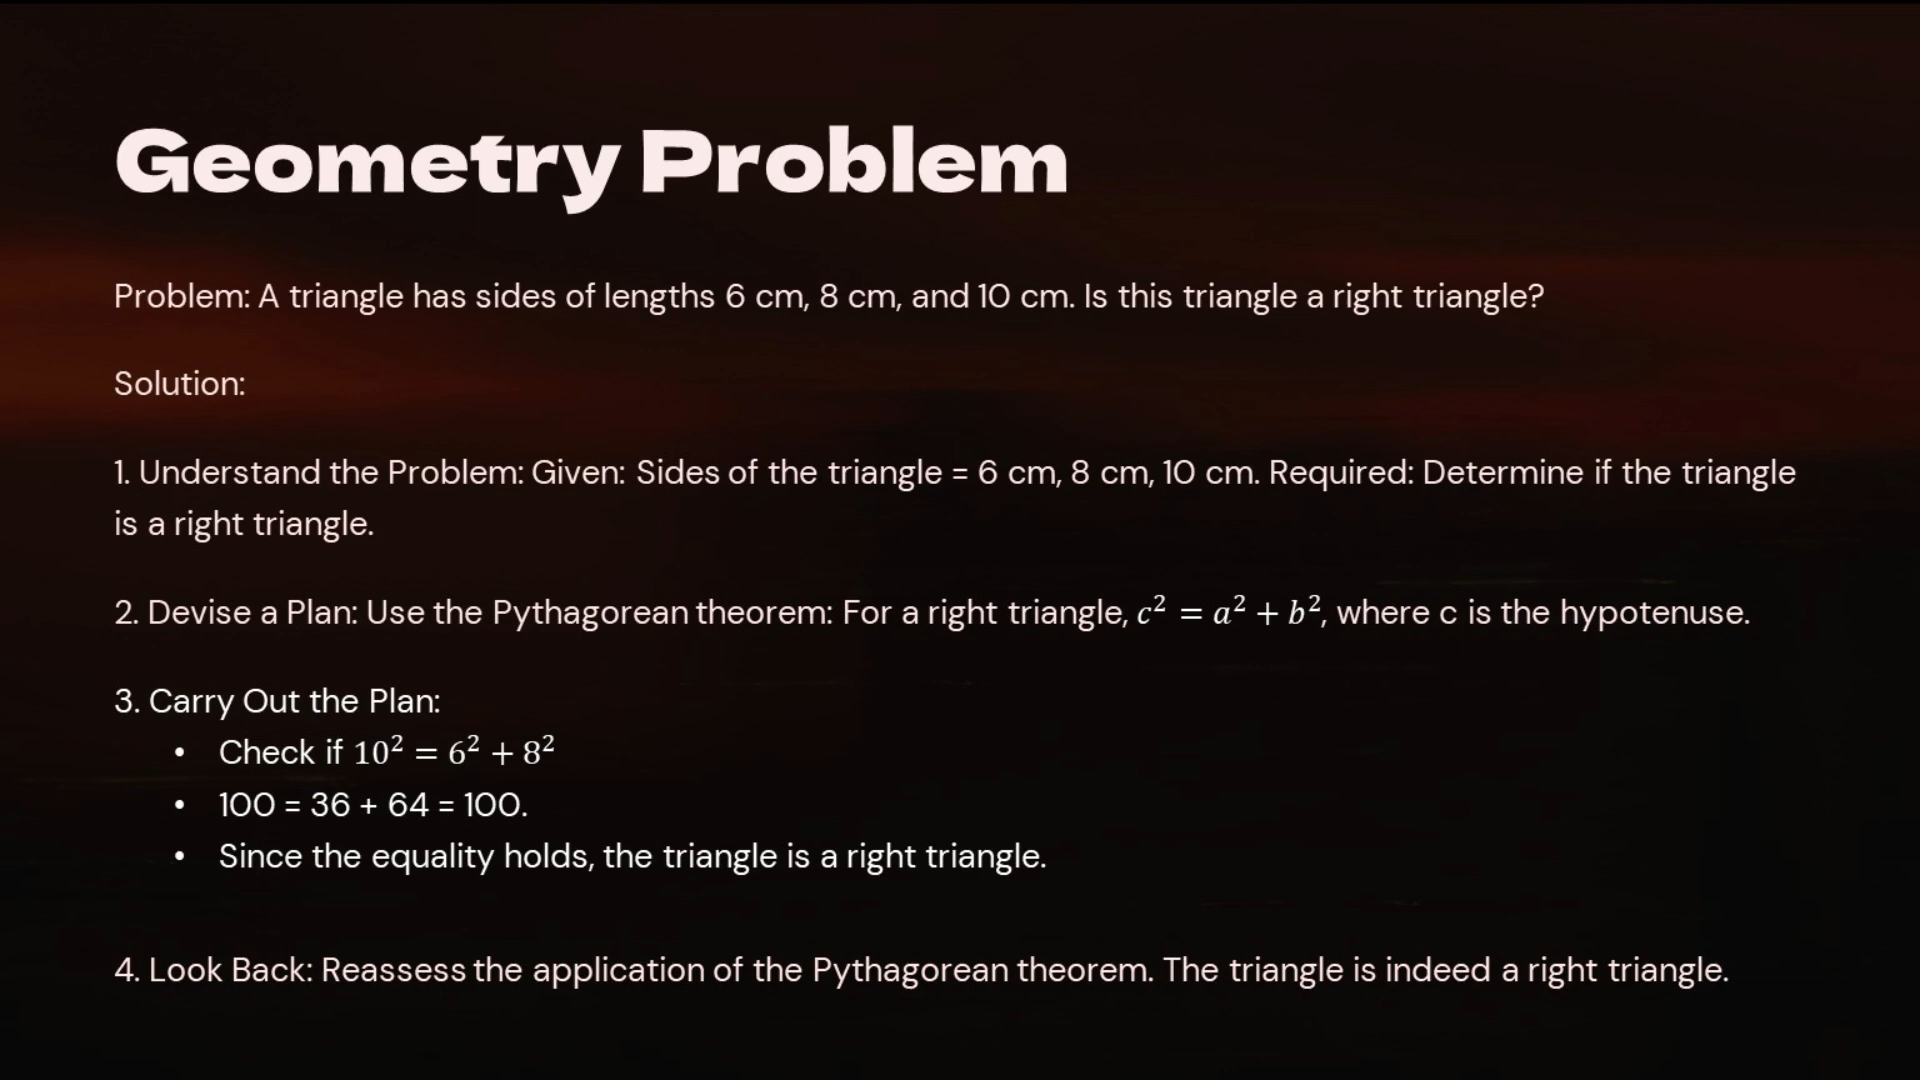 Geometry Problem
Problem: A triangle has sides of lengths 6 cm, 8 cm, and 10 cm. Is this triangle a right triangle?
Solution:
1. Understand the Problem: Given: Sides of the triangle = 6 cm, 8 cm, 10 cm. Required: Determine if the triangle
is a right triangle.
2. Devise a Plan: Use the Pythagorean theorem: For a right triangle, c² = a² + b², where c is the hypotenuse.
3. Carry Out the Plan:
• Check if 10² = 6² + 8²
• 100 = 36 + 64 = 100.
• Since the equality holds, the triangle is a right triangle.
4. Look Back: Reassess the application of the Pythagorean theorem. The triangle is indeed a right triangle.